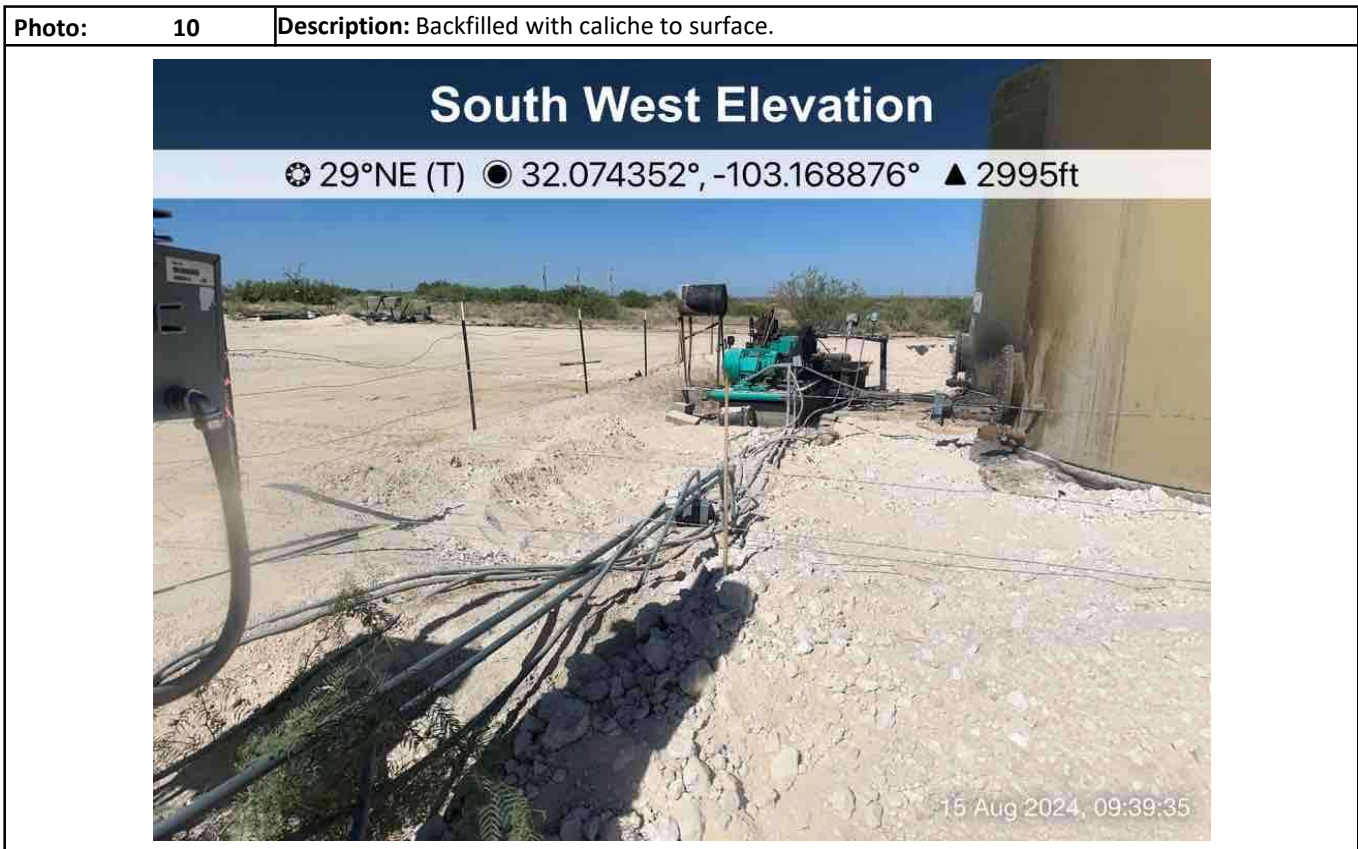 Photo: 10 Description: Backfilled with caliche to surface.
South West Elevation
29°NE (T) 32.074352°, -103.168876° ▲ 2995ft
15 Aug 2024, 09:39:35